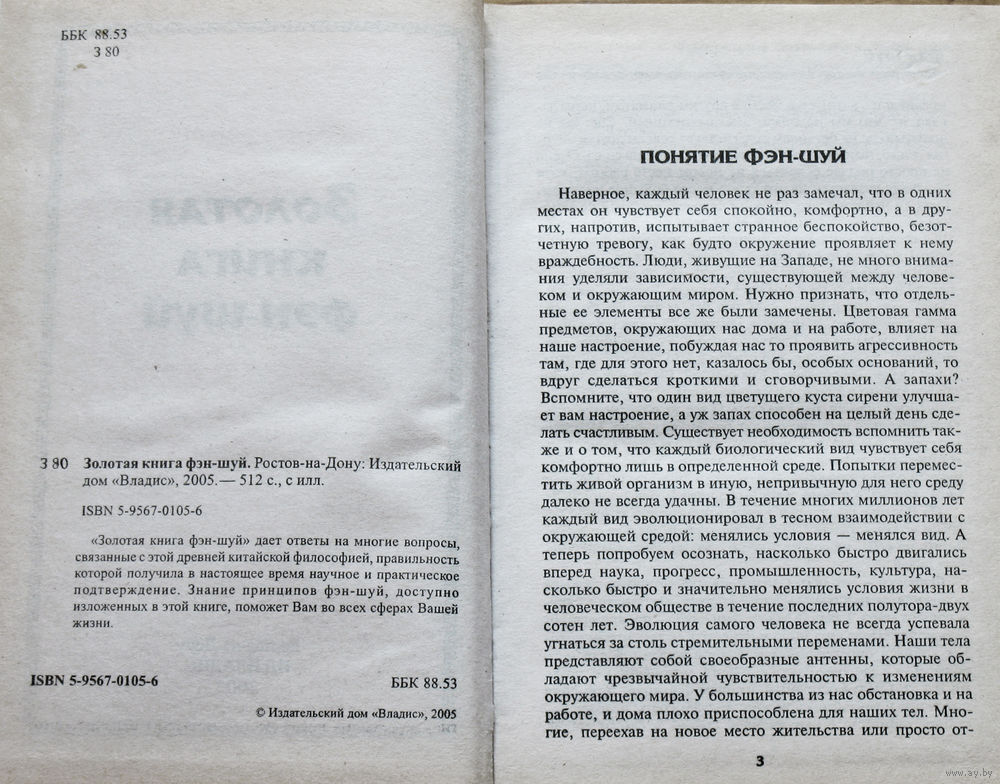 ББК 88.53
З 80
З 80 Золотая книга фэн-шуй. Ростов-на-Дону: Издательский
дом «Владис», 2005.— 512 с., с илл.
ISBN 5-9567-0105-6
«Золотая книга фэн-шуй» дает ответы на многие вопросы,
связанные с этой древней китайской философией, правильность
которой получила в настоящее время научное и практическое
подтверждение. Знание принципов фэн-шуй, доступно
изложенных в этой книге, поможет Вам во всех сферах Вашей
жизни.
ISBN 5-9567-0105-6
ББК 88.53
© Издательский дом «Владис», 2005
ПОНЯТИЕ ФЭН-ШУЙ
Наверное, каждый человек не раз замечал, что в одних
местах он чувствует себя спокойно, комфортно, а в дру-
гих, напротив, испытывает странное беспокойство, безот-
четную тревогу, как будто окружение проявляет к нему
враждебность. Люди, живущие на Западе, не много внима-
ния уделяли зависимости, существующей между челове-
ком и окружающим миром. Нужно признать, что отдель-
ные ее элементы все же были замечены. Цветовая гамма
предметов, окружающих нас дома и на работе, влияет на
наше настроение, побуждая нас то проявить агрессивность
там, где для этого нет, казалось бы, особых оснований, то
вдруг сделаться кроткими и сговорчивыми. А запахи?
Вспомните, что один вид цветущего куста сирени улучша-
ет вам настроение, а уж запах способен на целый день сде-
лать счастливым. Существует необходимость вспомнить так-
же и о том, что каждый биологический вид чувствует себя
комфортно лишь в определенной среде. Попытки перемес-
тить живой организм в иную, непривычную для него среду
далеко не всегда удачны. В течение многих миллионов лет
каждый вид эволюционировал в тесном взаимодействии с
окружающей средой: менялись условия — менялся вид. А
теперь попробуем осознать, насколько быстро двигались
вперед наука, прогресс, промышленность, культура, на-
сколько быстро и значительно менялись условия жизни в
человеческом обществе в течение последних полутора-двух
сотен лет. Эволюция самого человека не всегда успевала
угнаться за столь стремительными переменами. Наши тела
представляют собой своеобразные антенны, которые об-
ладают чрезвычайной чувствительностью к изменениям
окружающего мира. У большинства из нас обстановка и на
работе, и дома плохо приспособлена для наших тел. Мно-
гие, переехав на новое место жительства или просто от-
3
www.ay.by